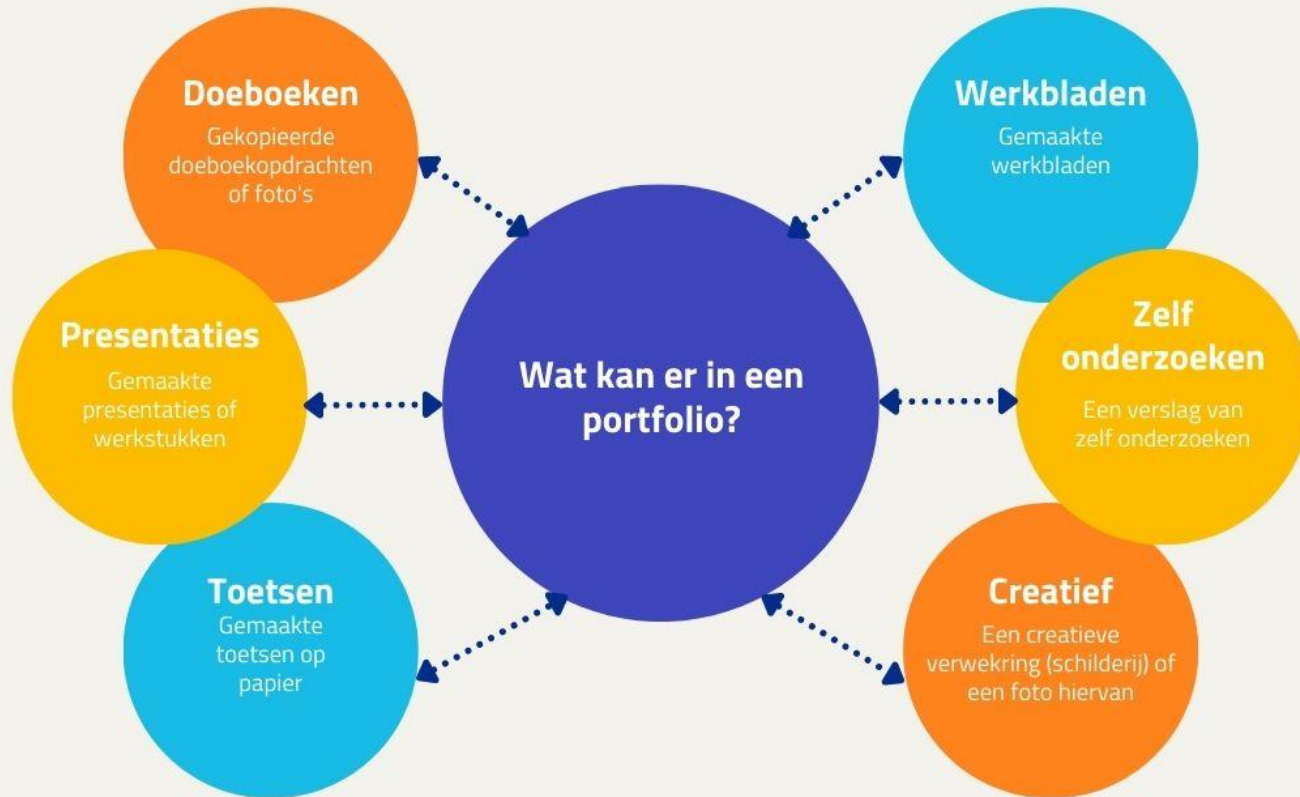 Doeboeken
Gekopieerde
doeboekopdrachten
of foto's
Presentaties
Gemaakte
presentaties of
werkstukken
Toetsen
Gemaakte
toetsen op
papier
Wat kan er in een
portfolio?
Werkbladen
Gemaakte
werkbladen
Zelf
onderzoeken
Een verslag van
zelf onderzoeken
Creatief
Een creatieve
verwekring (schilderij) of
een foto hiervan